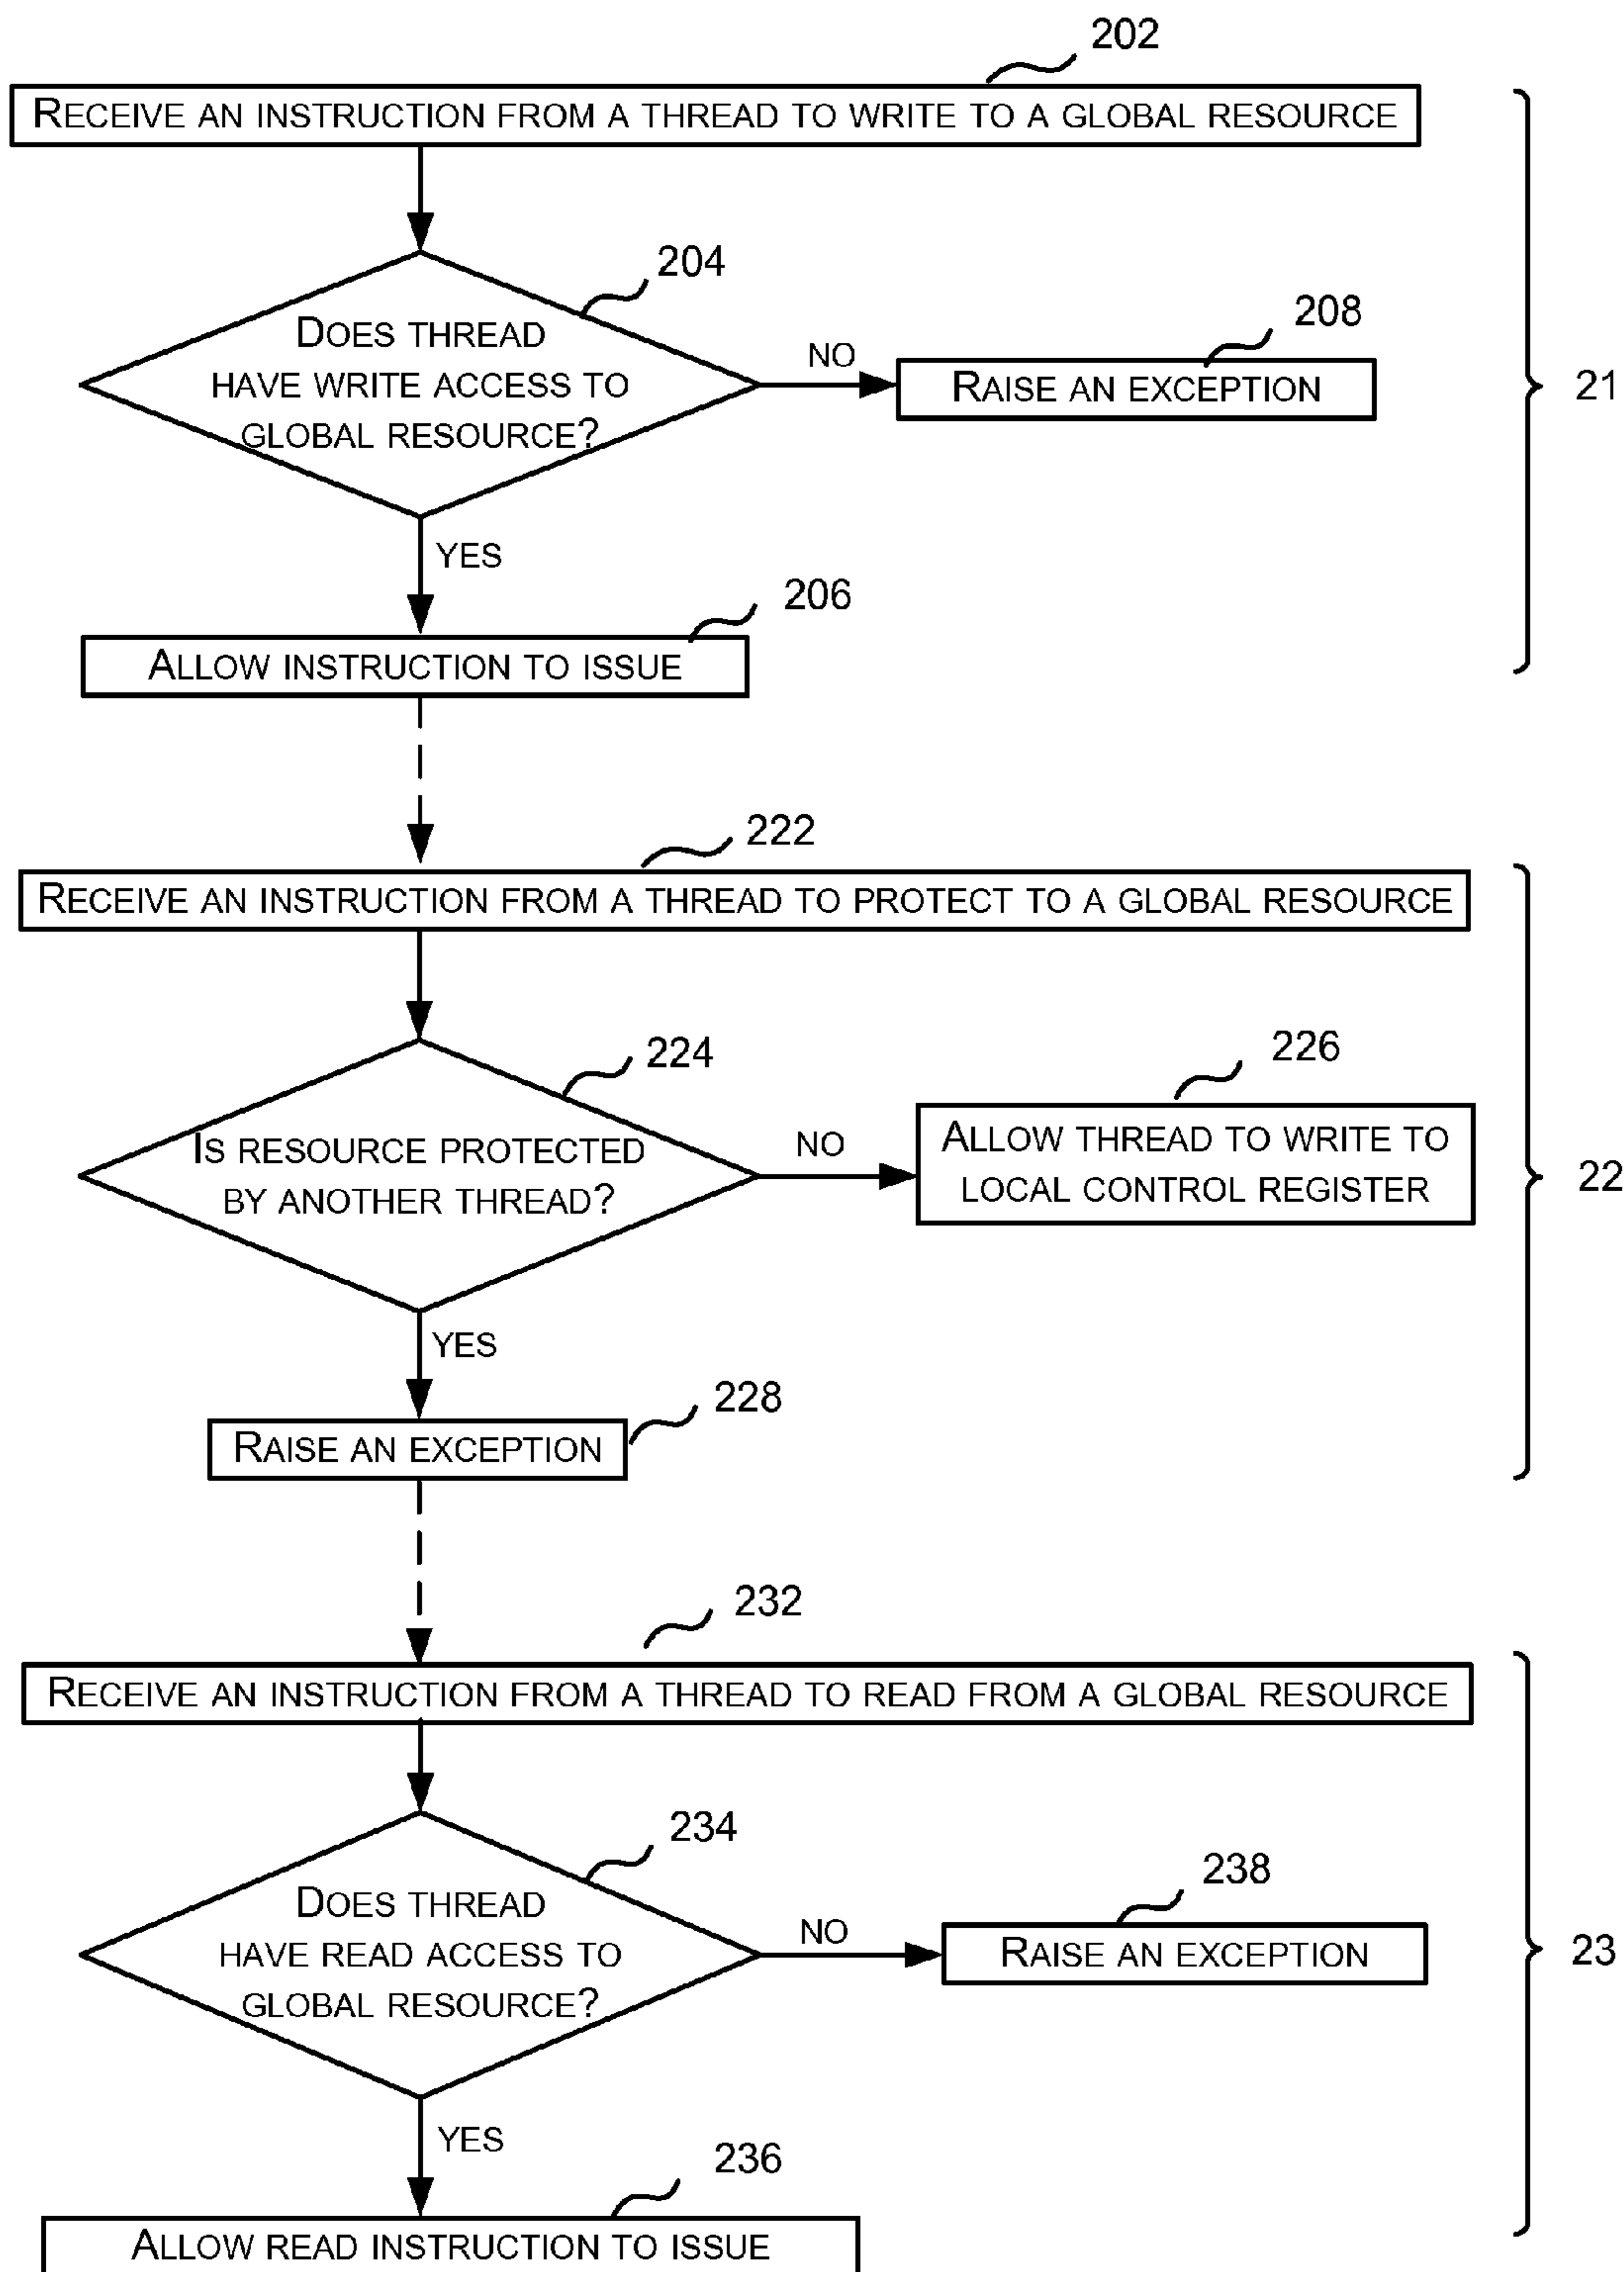 202
RECEIVE AN INSTRUCTION FROM A THREAD TO WRITE TO A GLOBAL RESOURCE
204
DOES THREAD
HAVE WRITE ACCESS TO
GLOBAL RESOURCE?
NO
208
RAISE AN EXCEPTION
21
YES
206
ALLOW INSTRUCTION TO ISSUE
222
RECEIVE AN INSTRUCTION FROM A THREAD TO PROTECT TO A GLOBAL RESOURCE
224
IS RESOURCE PROTECTED
BY ANOTHER THREAD?
NO
226
ALLOW THREAD TO WRITE TO
LOCAL CONTROL REGISTER
22
YES
228
RAISE AN EXCEPTION
232
RECEIVE AN INSTRUCTION FROM A THREAD TO READ FROM A GLOBAL RESOURCE
234
DOES THREAD
HAVE READ ACCESS TO
GLOBAL RESOURCE?
NO
238
RAISE AN EXCEPTION
23
YES
236
ALLOW READ INSTRUCTION TO ISSUE